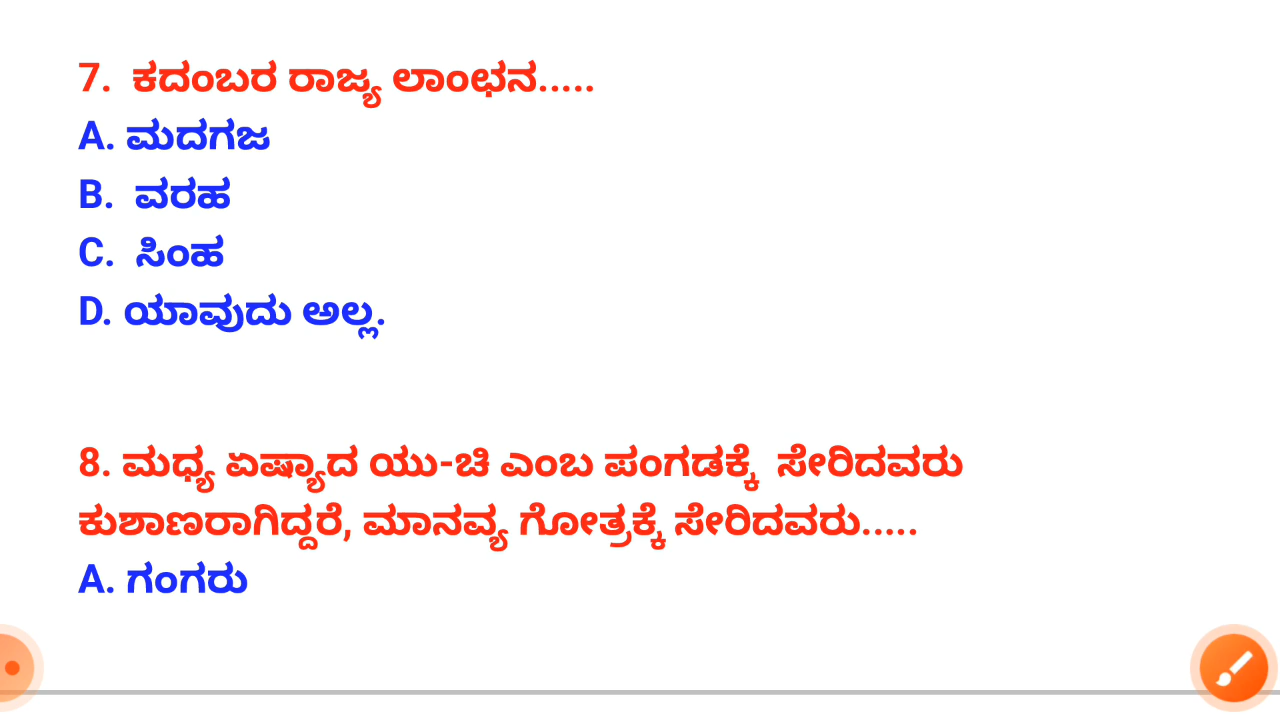 7. ಕದಂಬರ ರಾಜ್ಯ ಲಾಂಛನ.....
A. ಮದಗಜ
B. ವರಹ
C. ಸಿಂಹ
D. ಯಾವುದು ಅಲ್ಲ.
8. ಮಧ್ಯ ಏಷ್ಯಾದ ಯು-ಚಿ ಎಂಬ ಪಂಗಡಕ್ಕೆ ಸೇರಿದವರು
ಕುಶಾಣರಾಗಿದ್ದರೆ, ಮಾನವ್ಯ ಗೋತ್ರಕ್ಕೆ ಸೇರಿದವರು.....
A. ಗಂಗರು